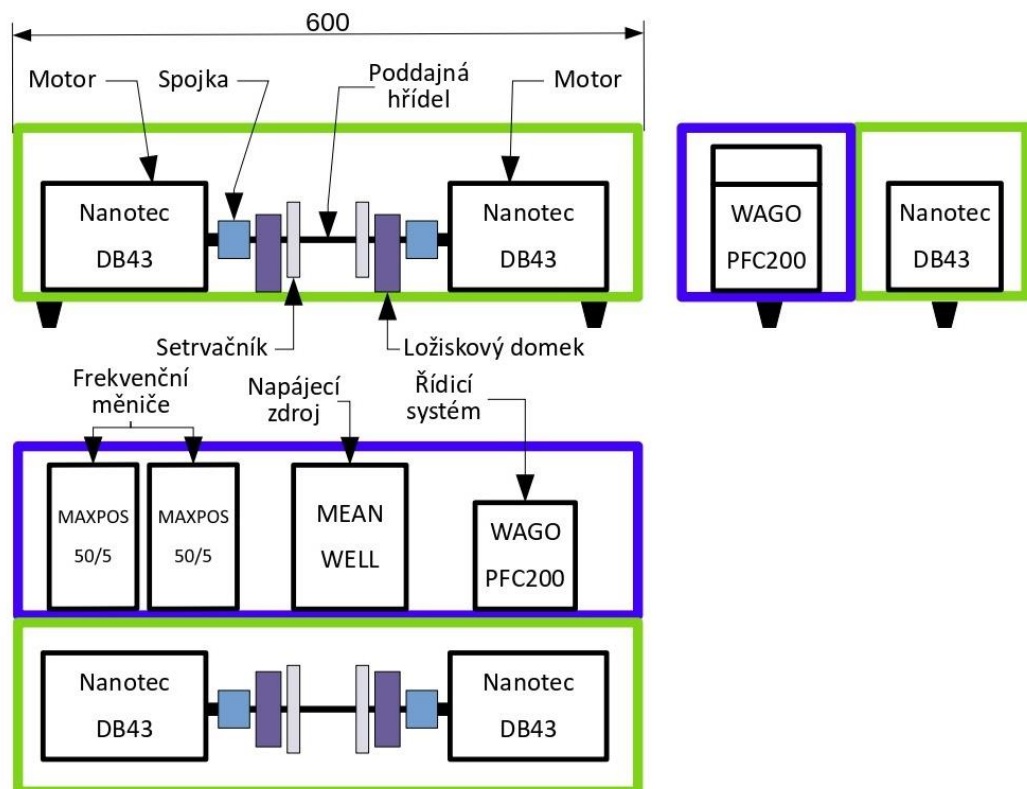 600
Motor
Spojka
Poddajná
hřídel
Motor
Nanotec
DB43
Nanotec
DB43
WAGO
PFC200
Nanotec
DB43
Setrvačník
Ložiskový domek
Frekvenční
měniče
Napájecí
zdroj
Řídicí
systém
MAXPOS
50/5
MAXPOS
50/5
MEAN
WELL
WAGO
PFC200
Nanotec
DB43
Nanotec
DB43